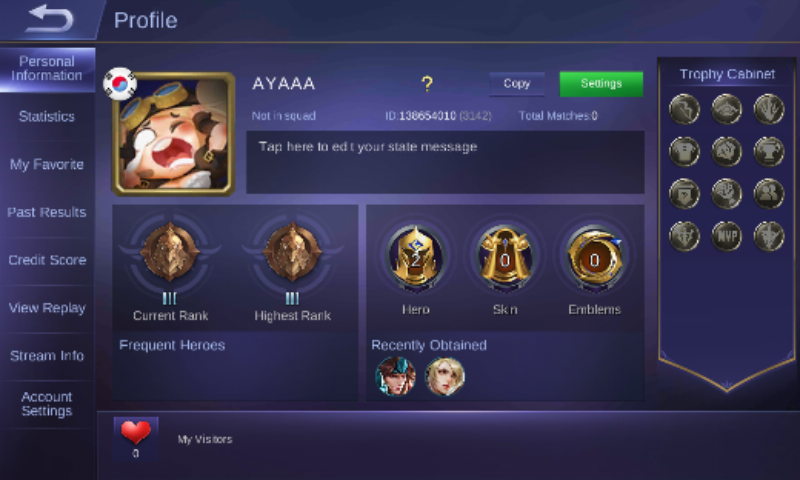 Profile
Personal
Information
Statistics
My Favorite
Past Results
Credit Score
View Replay
Stream Info
Account
Settings
AYAAA
?
Copy
Settings
Not in squad
ID:138654010 (3142)
Total Matches:0
Tap here to ed t your state message
III
Current Rank
III
Highest Rank
2
Hero
0
Skin
0
Emblems
Frequent Heroes
Recently Obtained
Trophy Cabinet
MVP
0
My Visitors